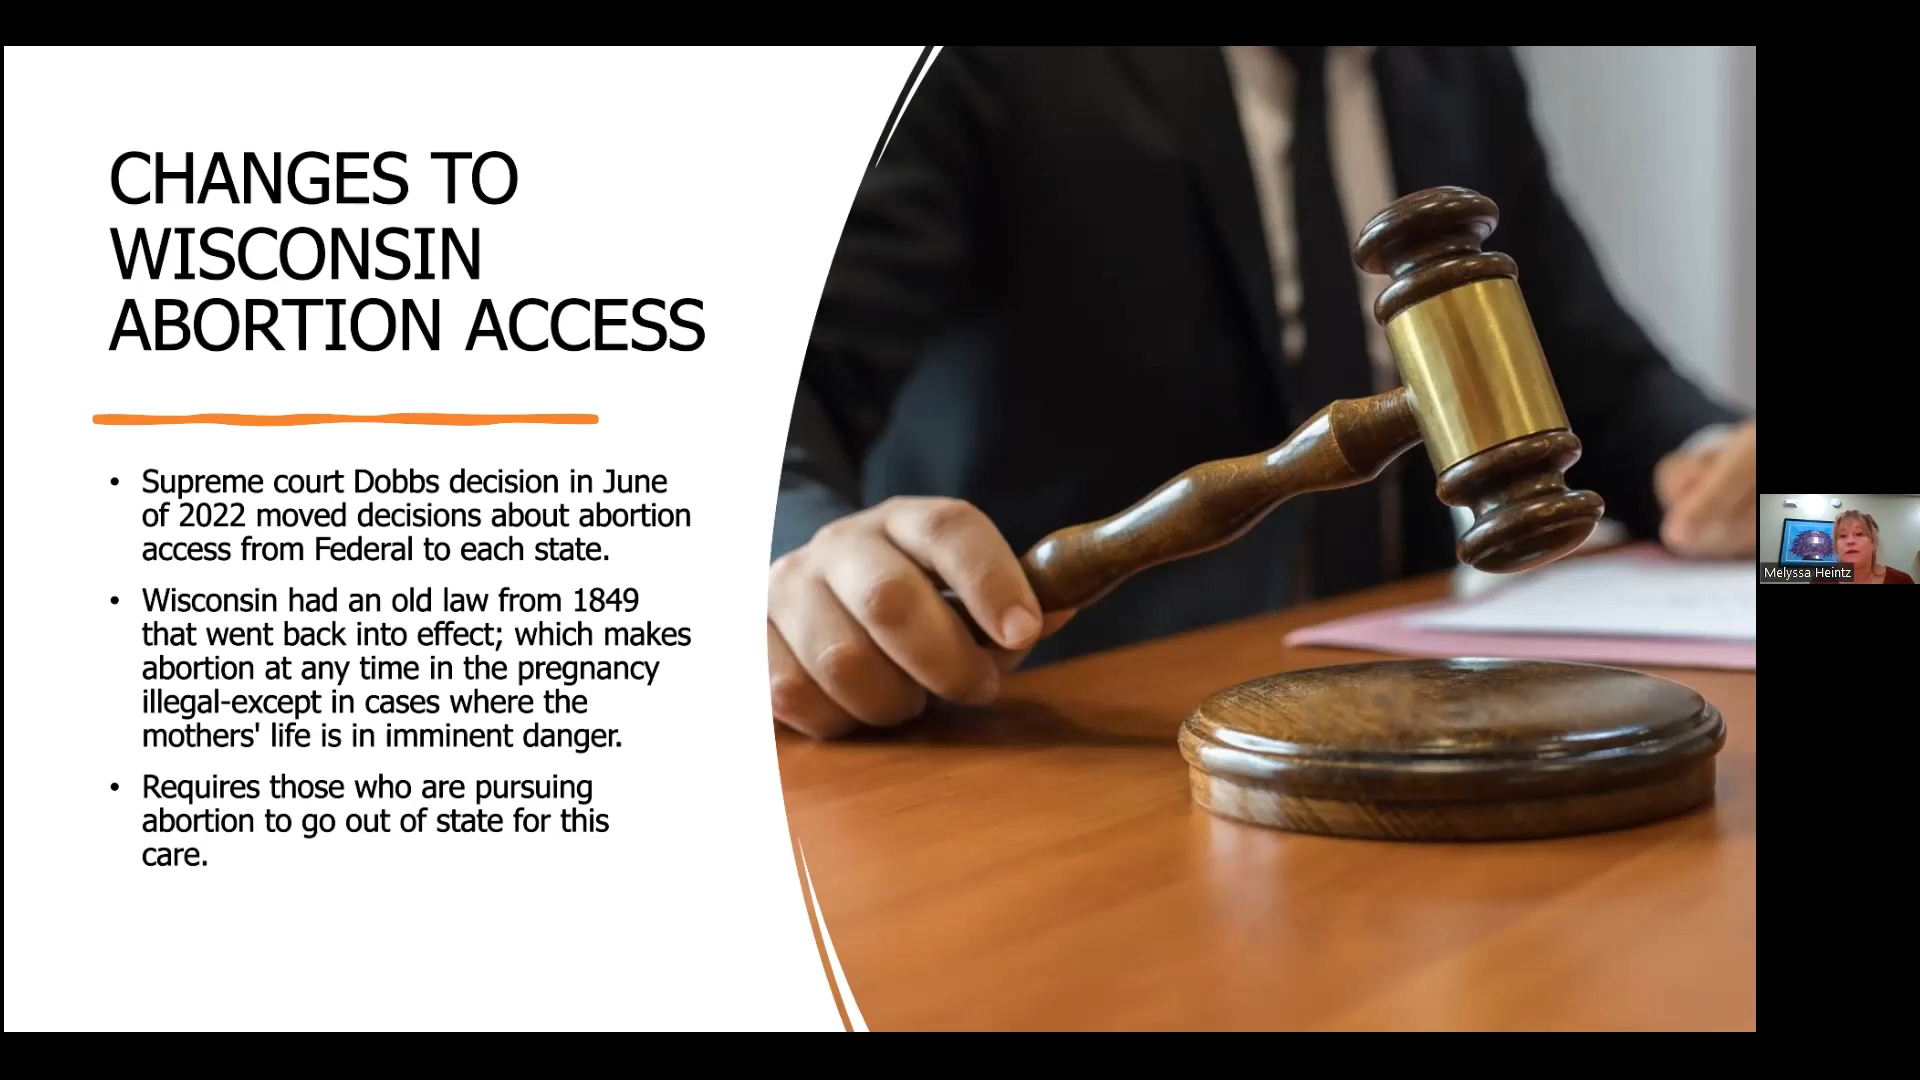 CHANGES TO
WISCONSIN
ABORTION ACCESS
• Supreme court Dobbs decision in June
of 2022 moved decisions about abortion
access from Federal to each state.
• Wisconsin had an old law from 1849
that went back into effect; which makes
abortion at any time in the pregnancy
illegal-except in cases where the
mothers' life is in imminent danger.
• Requires those who are pursuing
abortion to go out of state for this
care.
Melyssa Heintz